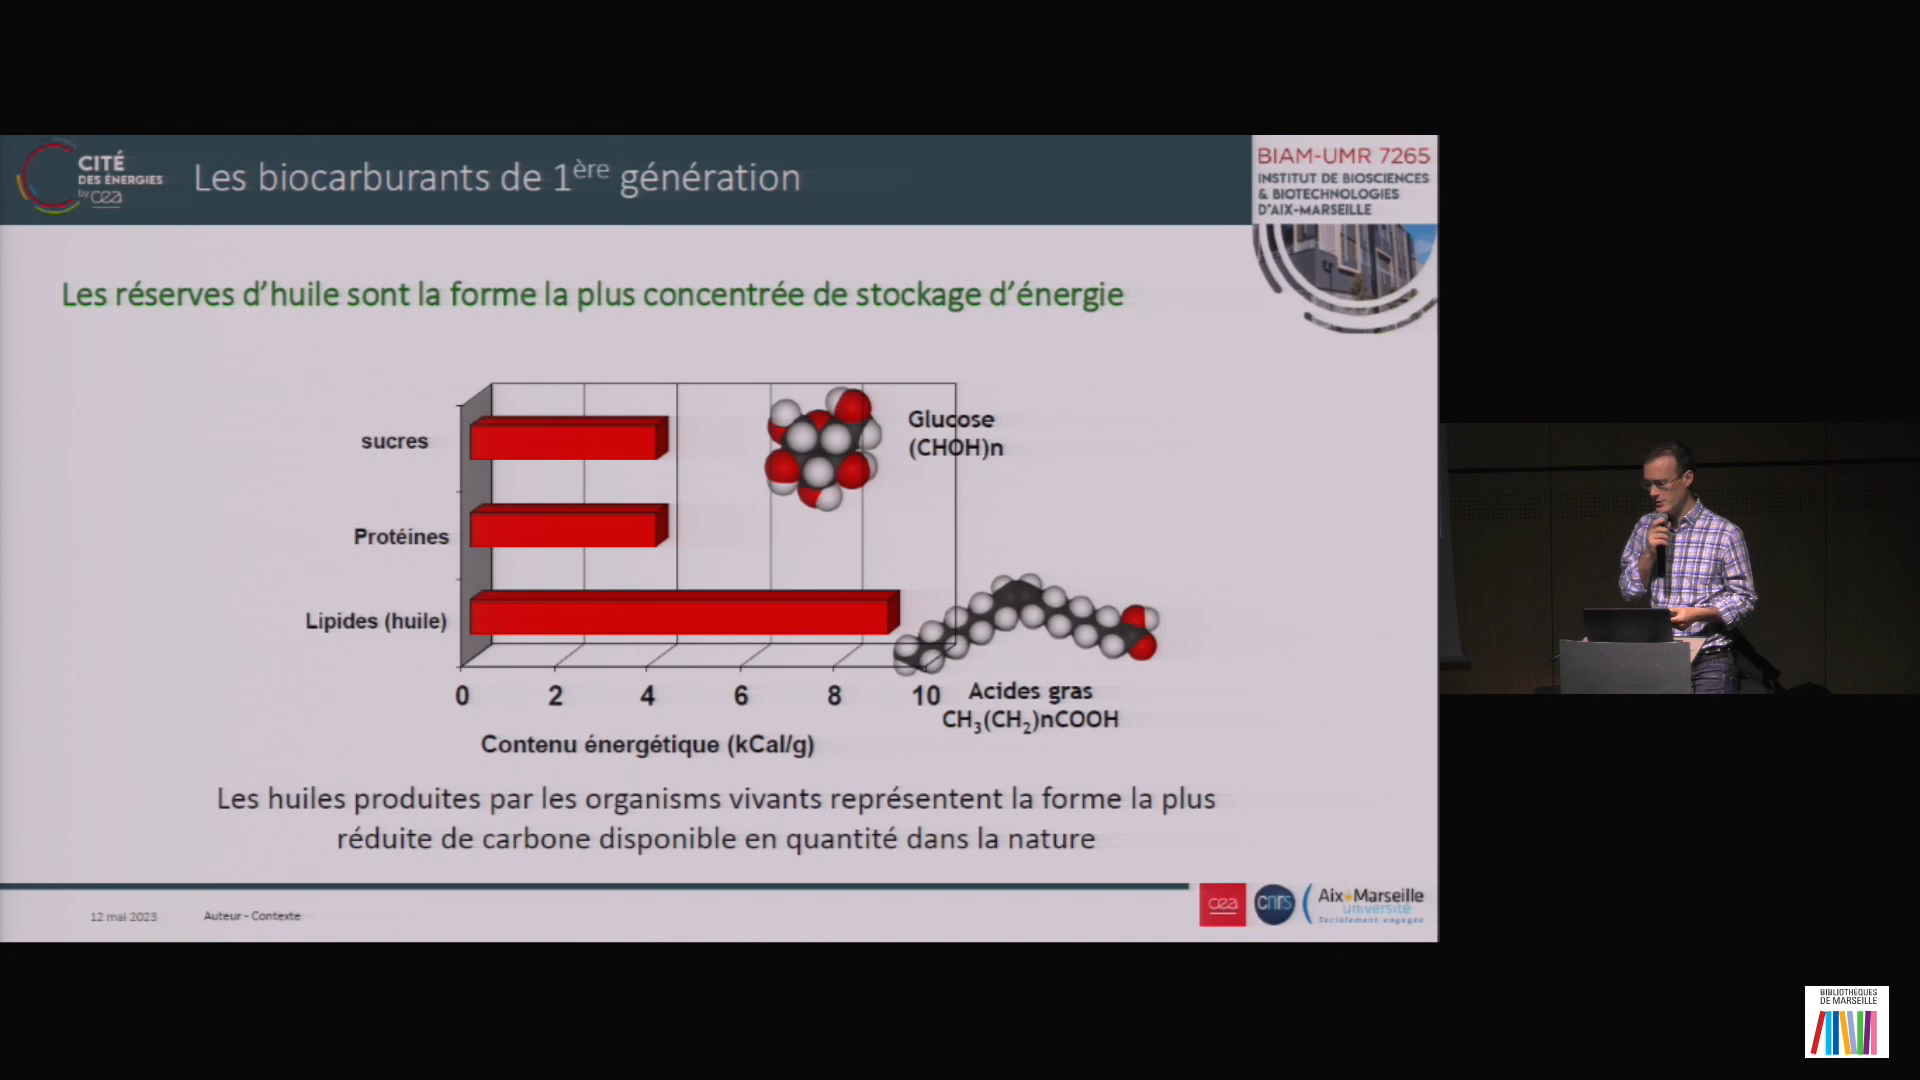 CITÉ
DES ÉNERGIES
by cea
Les biocarburants de 1ère génération
BIAM-UMR 7265
INSTITUT DE BIOSCIENCES
& BIOTECHNOLOGIES
D'AIX-MARSEILLE
Les réserves d'huile sont la forme la plus concentrée de stockage d'énergie
sucres
Protéines
Lipides (huile)
Glucose
(CHOH)n
0 2 4 6 8 10
Acides gras
CH3(CH2)nCOOH
Contenu énergétique (kCal/g)
Les huiles produites par les organisms vivants représentent la forme la plus
réduite de carbone disponible en quantité dans la nature
12 mai 2023
Auteur - Contexte
cea
cnrs
Aix*Marseille
université
Socialement engagée
BIBLIOTHEQUES
DE MARSEILLE